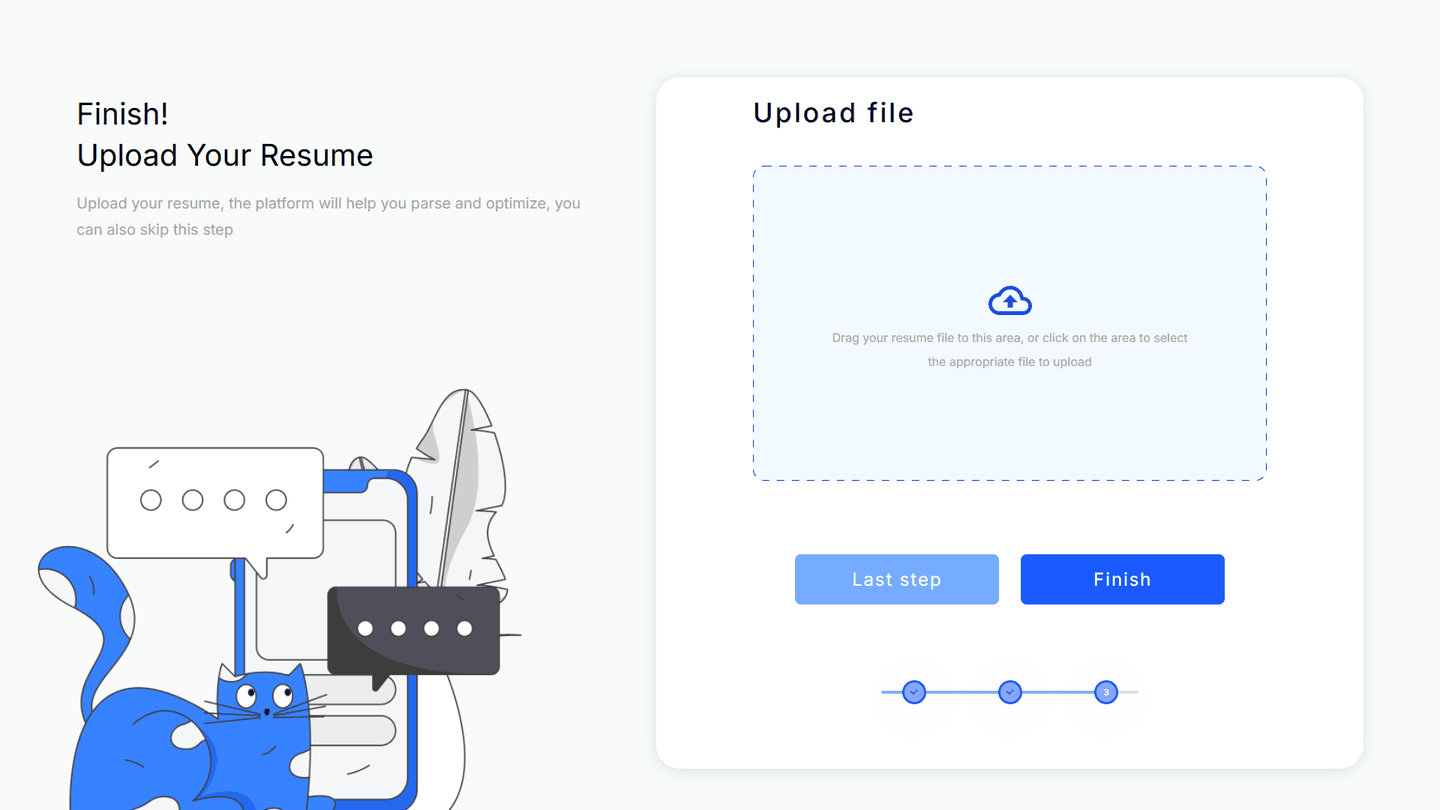 Finish!
Upload Your Resume
Upload your resume, the platform will help you parse and optimize, you
can also skip this step
Upload file
Drag your resume file to this area, or click on the area to select
the appropriate file to upload
Last step
Finish
3